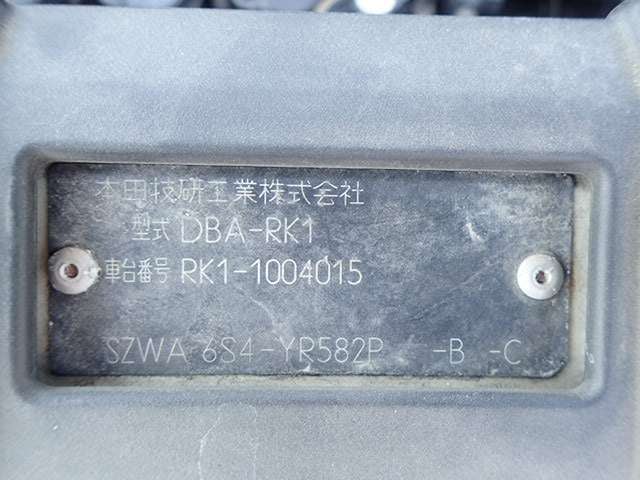 本田技研工業株式会社
型式 DBA-RK1
車台番号 RK1-1004015
SZWA 6S4-YR582P -B -C